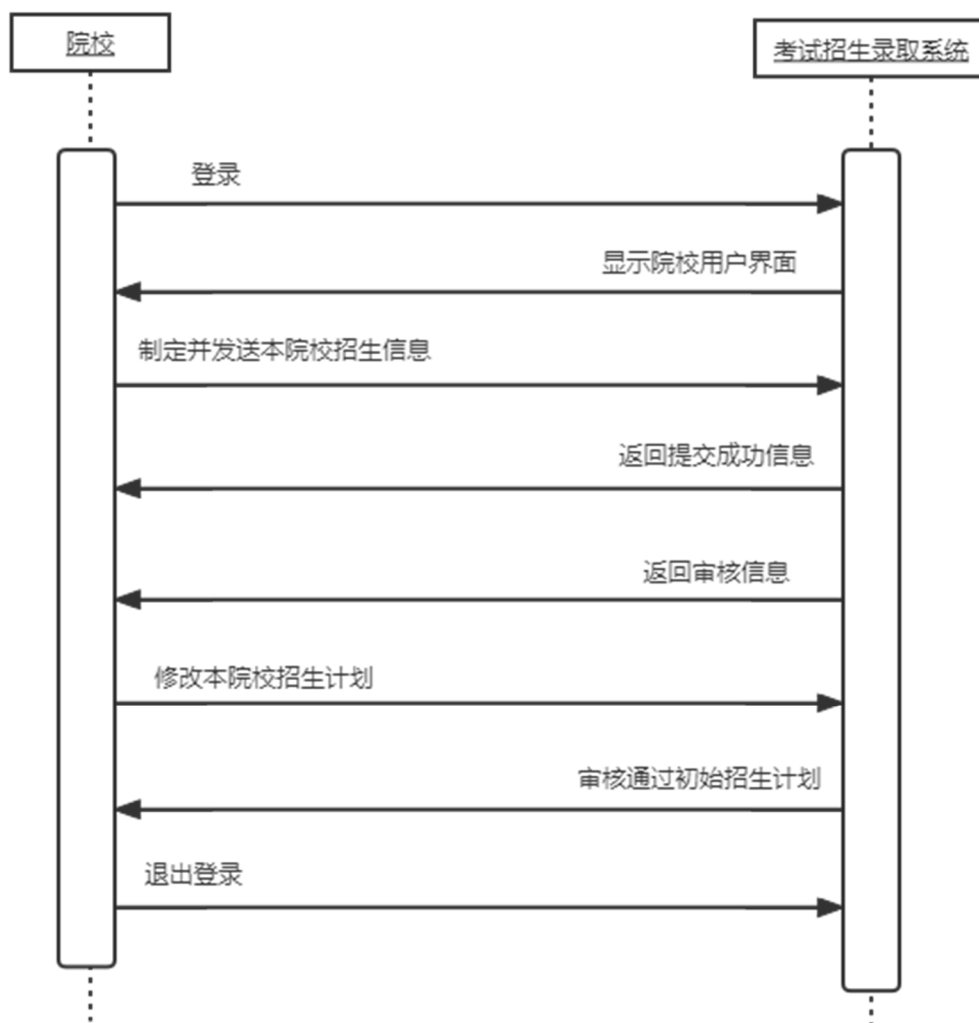 院校
考试招生录取系统
登录
显示院校用户界面
制定并发送本院校招生信息
返回提交成功信息
返回审核信息
修改本院校招生计划
审核通过初始招生计划
退出登录